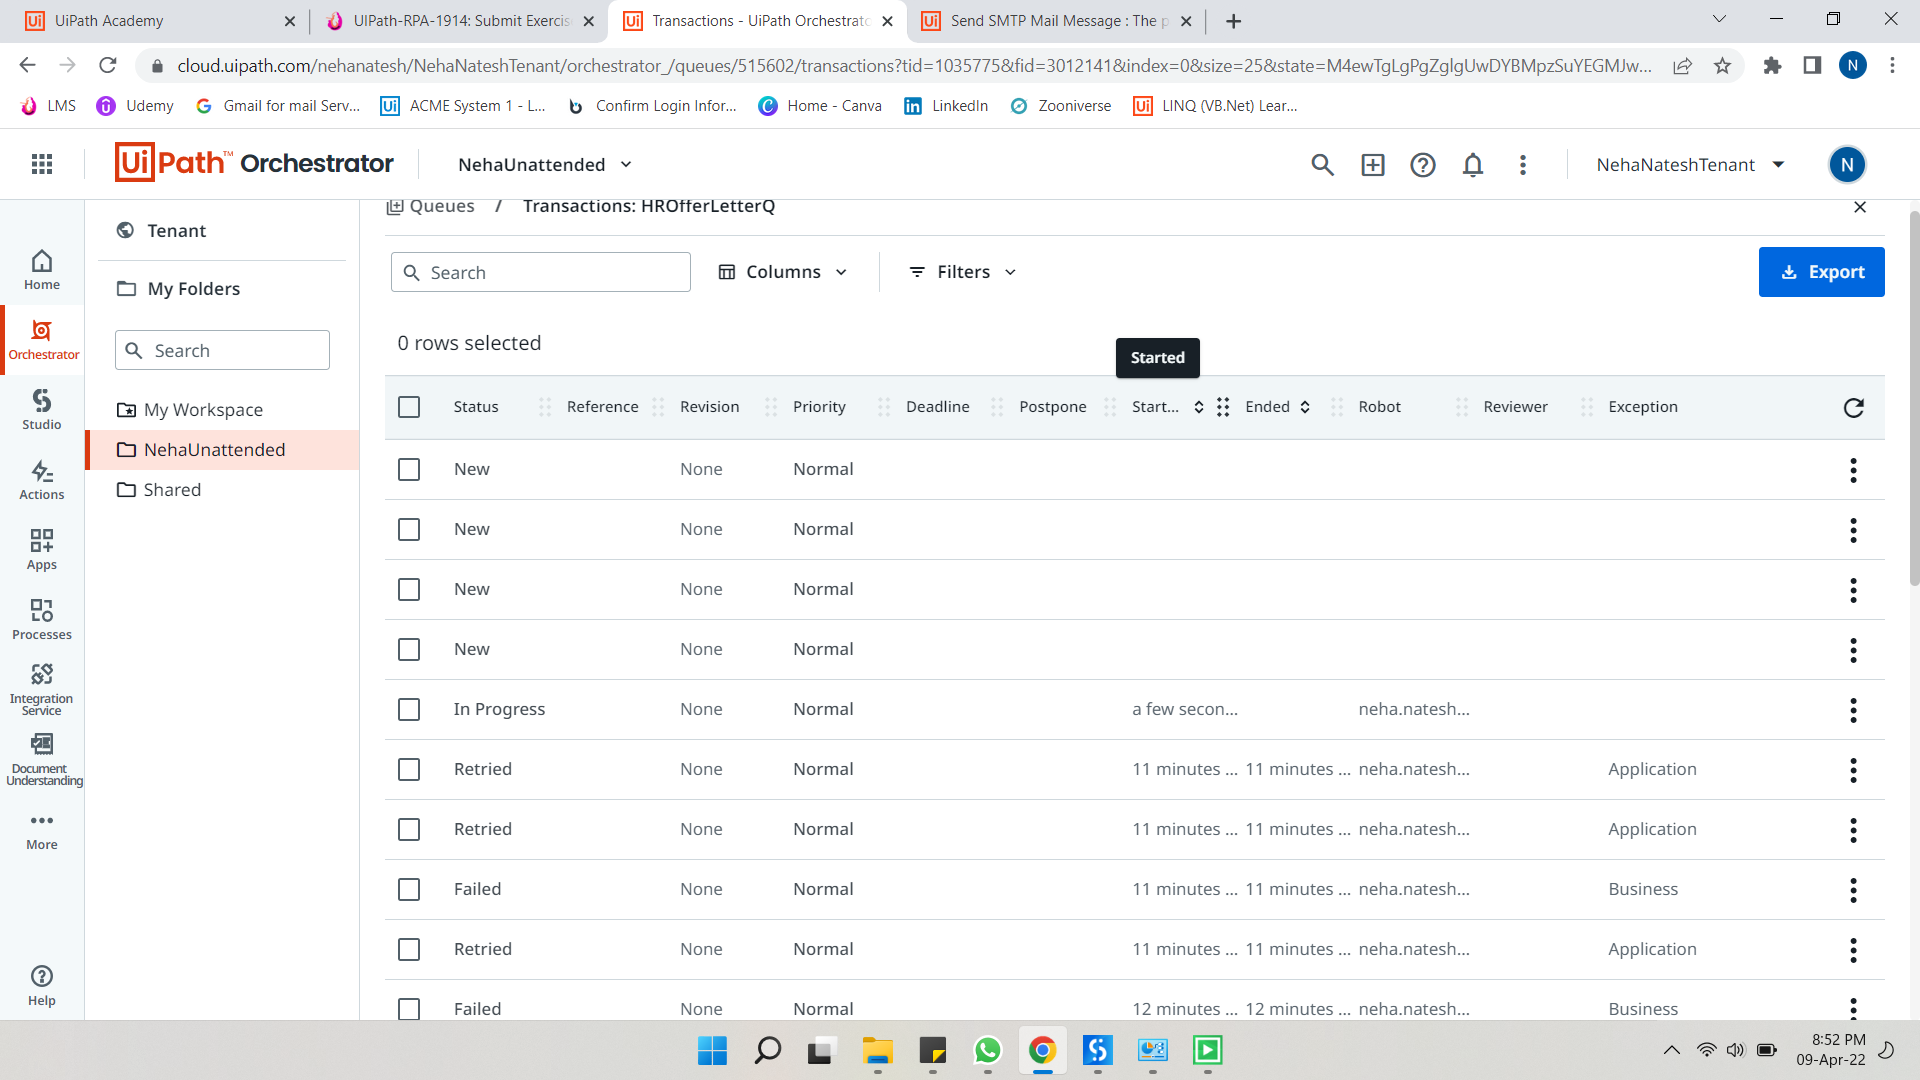 UiPath Academy
UIPath-RPA-1914: Submit Exercis
Transactions - UiPath Orchestrato
Send SMTP Mail Message : The p
cloud.uipath.com/nehanatesh/NehaNateshTenant/orchestrator_/queues/515602/transactions?tid=1035775&fid=3012141&index=0&size=25&state=M4ewTgLgPgZglgUwDYBMpzSuYEGMJw...
N
LMS
Udemy
Gmail for mail Serv...
ACME System 1 - L...
Confirm Login Infor...
Home - Canva
LinkedIn
Zooniverse
LINQ (VB.Net) Lear...
UiPath™ Orchestrator
NehaUnattended
NehaNateshTenant
N
Home
Orchestrator
Studio
Actions
Apps
Processes
Integration
Service
Document
Understanding
More
Help
Tenant
My Folders
Search
My Workspace
NehaUnattended
Shared
Queues / Transactions: HROfferLetterQ
Search
Columns
Filters
Export
0 rows selected
Started
Status Reference Revision Priority Deadline Postpone Start... Ended Robot Reviewer Exception
New None Normal
New None Normal
New None Normal
New None Normal
In Progress None Normal a few secon... neha.natesh...
Retried None Normal 11 minutes ... 11 minutes ... neha.natesh... Application
Retried None Normal 11 minutes ... 11 minutes ... neha.natesh... Application
Failed None Normal 11 minutes ... 11 minutes ... neha.natesh... Business
Retried None Normal 11 minutes ... 11 minutes ... neha.natesh... Application
Failed None Normal 12 minutes ... 12 minutes ... neha.natesh... Business
8:52 PM
09-Apr-22